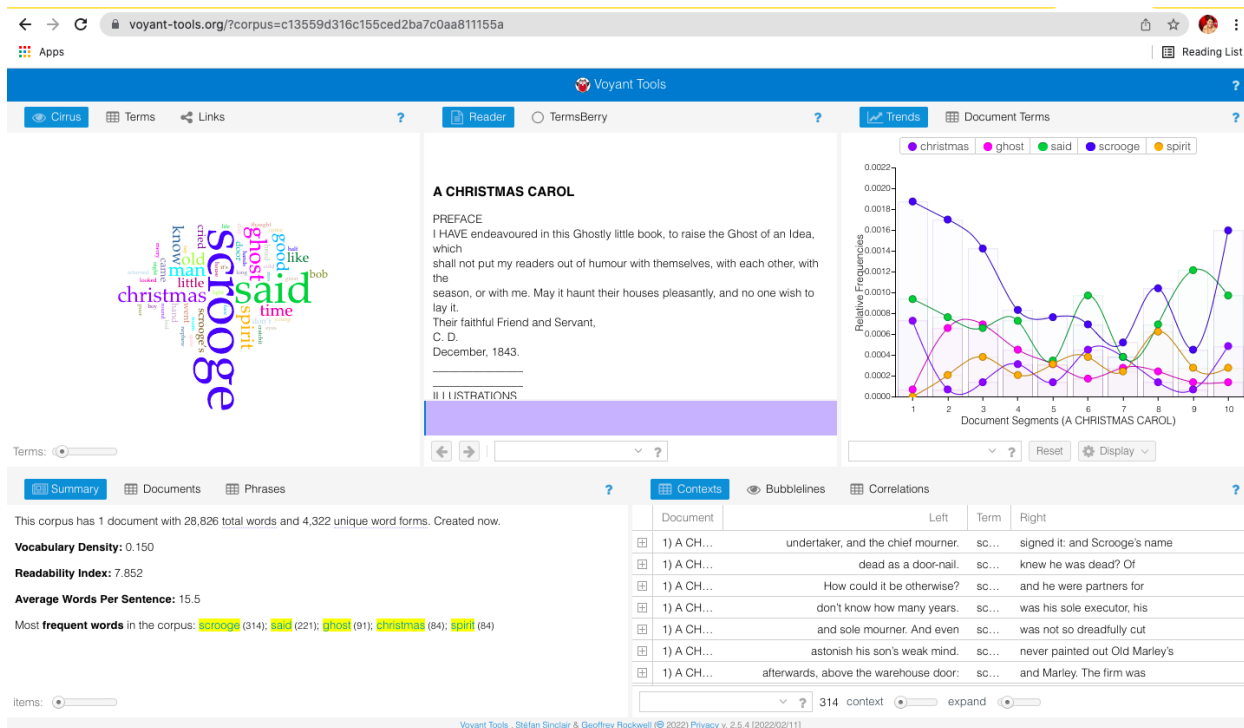 voyant-tools.org/?corpus=c13559d316c155ced2ba7c0aa811155a
Apps
Reading List
Voyant Tools
?
Cirrus Terms Links ?
Reader TermsBerry ?
Trends Document Terms ?
scrooge
said
ghost
christmas
spirit
time
good
like
know
man
old
little
bob
cried
door
came
hand
scrooge's
went
looked
A CHRISTMAS CAROL
PREFACE
I HAVE endeavoured in this Ghostly little book, to raise the Ghost of an Idea,
which
shall not put my readers out of humour with themselves, with each other, with
the
season, or with me. May it haunt their houses pleasantly, and no one wish to
lay it.
Their faithful Friend and Servant,
C. D.
December, 1843.
ILLUSTRATIONS
christmas ghost said scrooge spirit
0.0022
0.0020
0.0018
0.0016
0.0014
0.0012
0.0010
0.0008
0.0006
0.0004
0.0002
0.0000
Relative Frequencies
1 2 3 4 5 6 7 8 9 10
Document Segments (A CHRISTMAS CAROL)
Terms:
?
? Reset Display
Summary Documents Phrases ?
This corpus has 1 document with 28,826 total words and 4,322 unique word forms. Created now.
Vocabulary Density: 0.150
Readability Index: 7.852
Average Words Per Sentence: 15.5
Most frequent words in the corpus: scrooge (314); said (221); ghost (91); christmas (84); spirit (84)
items:
Contexts Bubblelines Correlations ?
Document Left Term Right
1) A CH... undertaker, and the chief mourner. sc... signed it: and Scrooge's name
1) A CH... dead as a door-nail. sc... knew he was dead? Of
1) A CH... How could it be otherwise? sc... and he were partners for
1) A CH... don't know how many years. sc... was his sole executor, his
1) A CH... and sole mourner. And even sc... was not so dreadfully cut
1) A CH... astonish his son's weak mind. sc... never painted out Old Marley's
1) A CH... afterwards, above the warehouse door: sc... and Marley. The firm was
? 314 context expand
Voyant Tools , Stéfan Sinclair & Geoffrey Rockwell (© 2022) Privacy v. 2.5.4 [2022/02/11]